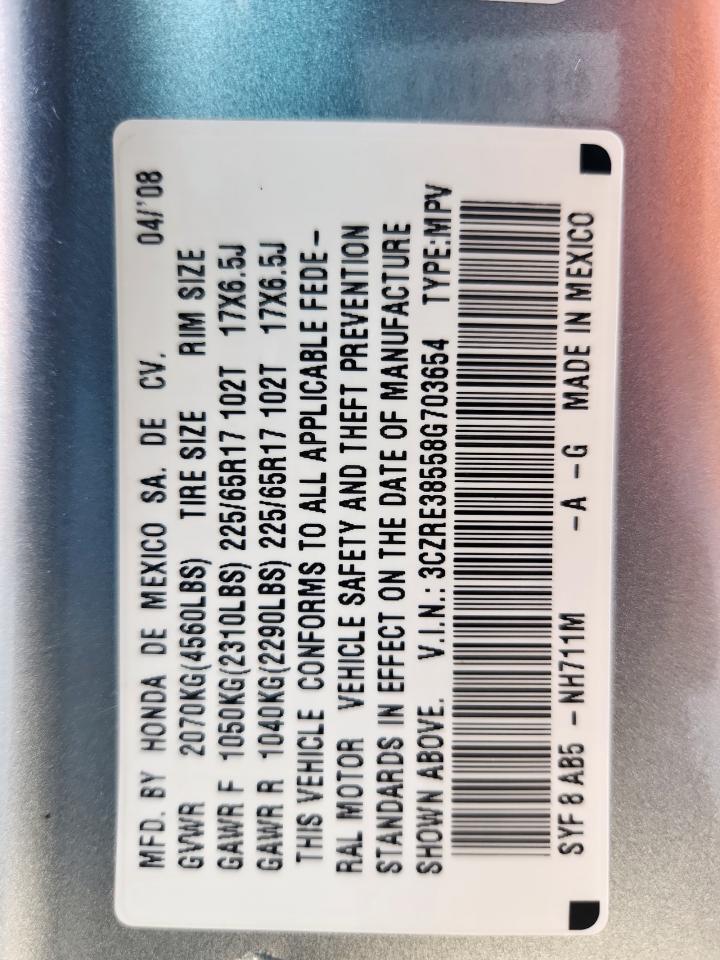 MFD. BY HONDA DE MEXICO SA. DE CV. 04/'08
GVWR 2070KG(4560LBS) TIRE SIZE RIM SIZE
GAWR F 1050KG(2310LBS) 225/65R17 102T 17X6.5J
GAWR R 1040KG(2290LBS) 225/65R17 102T 17X6.5J
THIS VEHICLE CONFORMS TO ALL APPLICABLE FEDE-
RAL MOTOR VEHICLE SAFETY AND THEFT PREVENTION
STANDARDS IN EFFECT ON THE DATE OF MANUFACTURE
SHOWN ABOVE. V.I.N.: 3CZRE38558G703654 TYPE:MPV
SYF 8 AB5 -NH711M -A -G MADE IN MEXICO